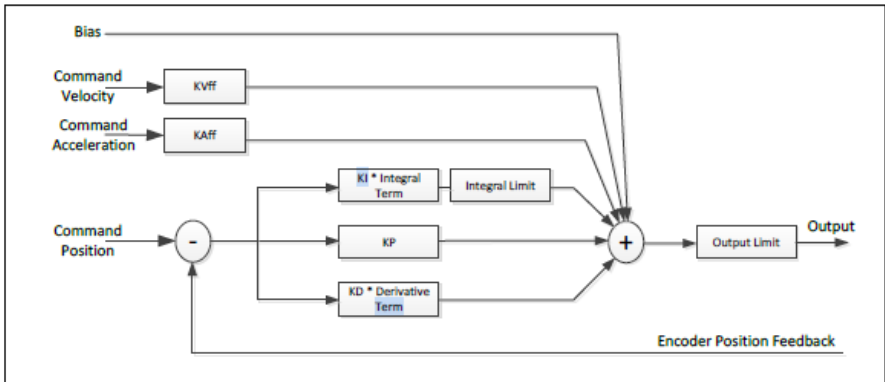 Bias
Command
Velocity
KVff
Command
Acceleration
KAff
KI * Integral
Term
Integral Limit
Command
Position
-
KP
+
Output Limit
Output
KD * Derivative
Term
Encoder Position Feedback